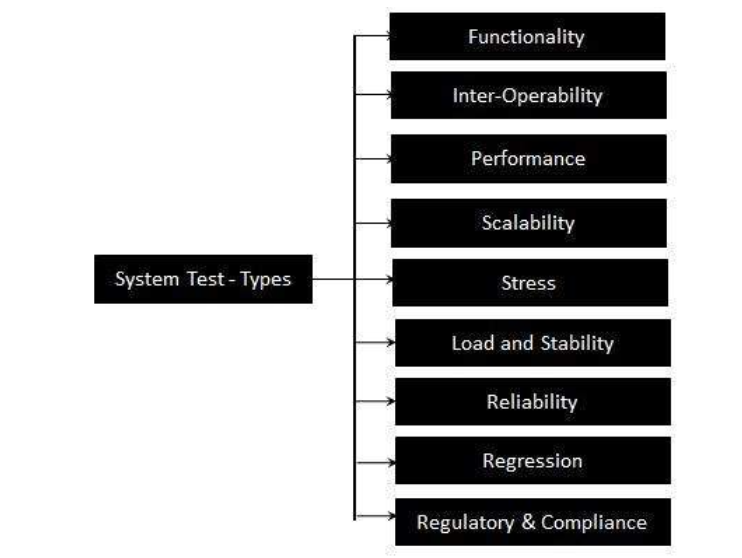 Functionality
Inter-Operability
Performance
Scalability
System Test - Types
Stress
Load and Stability
Reliability
Regression
Regulatory & Compliance